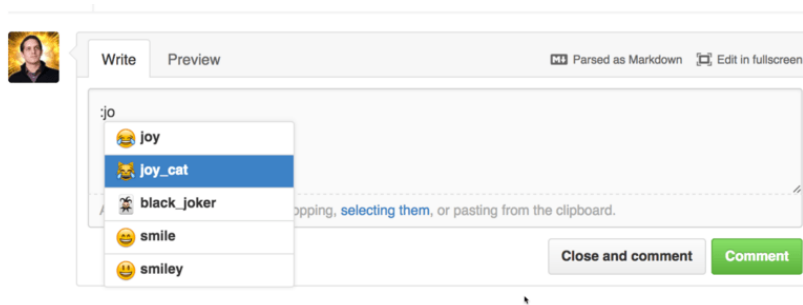 Write Preview Parsed as Markdown Edit in fullscreen
:jo
joy
joy_cat
black_joker
opping, selecting them, or pasting from the clipboard.
smile
smiley
Close and comment Comment